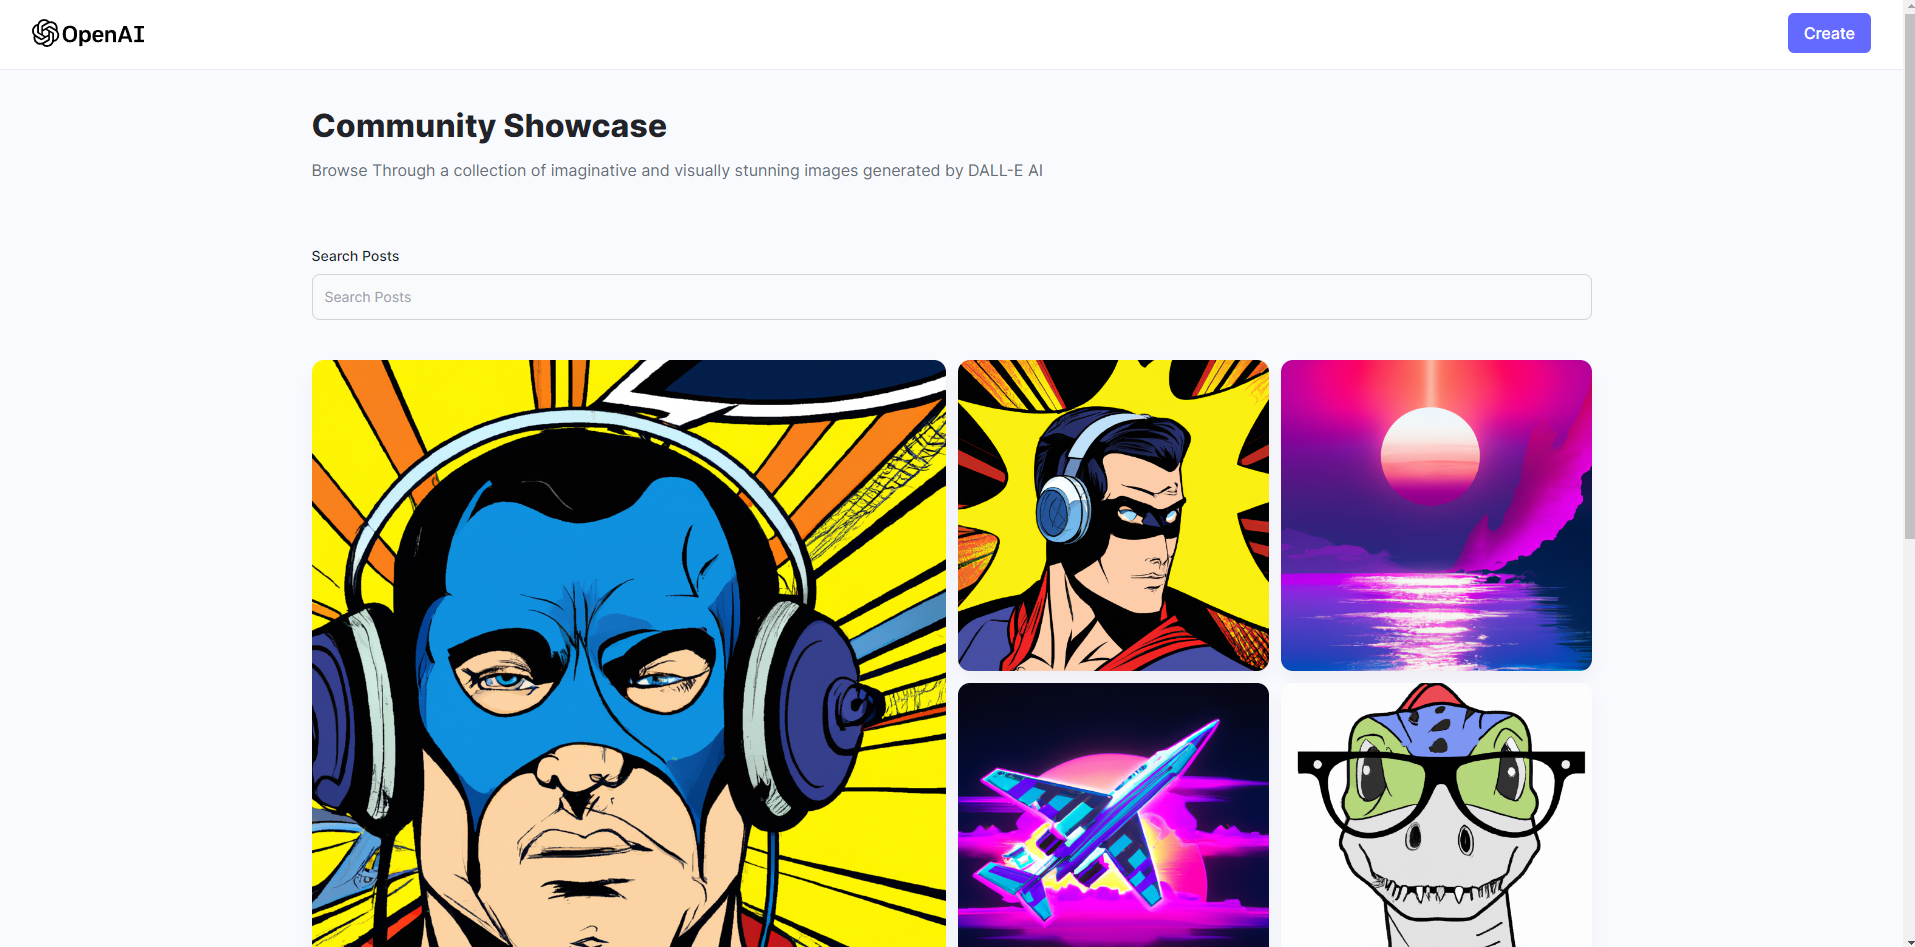 OpenAI
Create
Community Showcase
Browse Through a collection of imaginative and visually stunning images generated by DALL-E AI
Search Posts
Search Posts